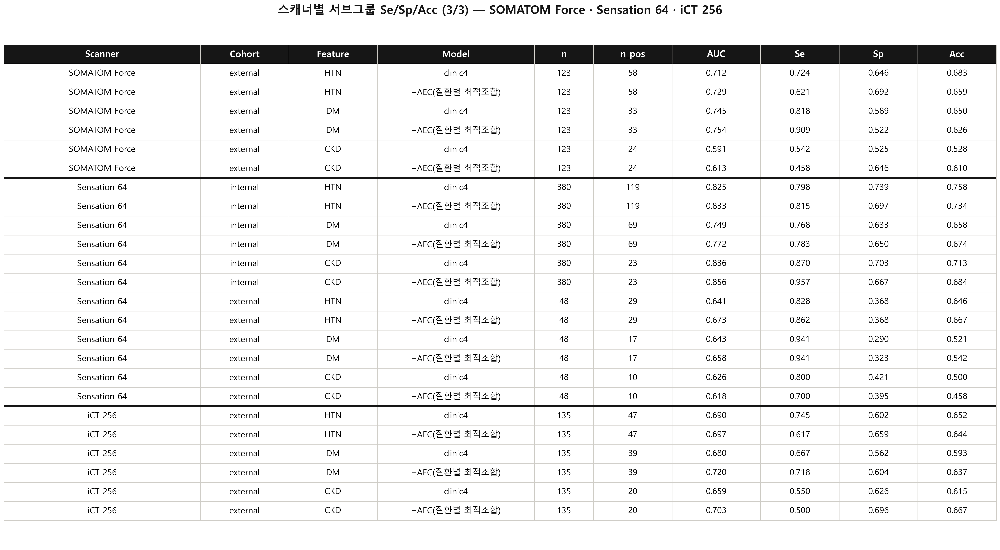 스캐너별 서브그룹 Se/Sp/Acc (3/3) — SOMATOM Force · Sensation 64 · iCT 256
Scanner Cohort Feature Model n n_pos AUC Se Sp Acc
SOMATOM Force external HTN clinic4 123 58 0.712 0.724 0.646 0.683
SOMATOM Force external HTN +AEC(질환별 최적조합) 123 58 0.729 0.621 0.692 0.659
SOMATOM Force external DM clinic4 123 33 0.745 0.818 0.589 0.650
SOMATOM Force external DM +AEC(질환별 최적조합) 123 33 0.754 0.909 0.522 0.626
SOMATOM Force external CKD clinic4 123 24 0.591 0.542 0.525 0.528
SOMATOM Force external CKD +AEC(질환별 최적조합) 123 24 0.613 0.458 0.646 0.610
Sensation 64 internal HTN clinic4 380 119 0.825 0.798 0.739 0.758
Sensation 64 internal HTN +AEC(질환별 최적조합) 380 119 0.833 0.815 0.697 0.734
Sensation 64 internal DM clinic4 380 69 0.749 0.768 0.633 0.658
Sensation 64 internal DM +AEC(질환별 최적조합) 380 69 0.772 0.783 0.650 0.674
Sensation 64 internal CKD clinic4 380 23 0.836 0.870 0.703 0.713
Sensation 64 internal CKD +AEC(질환별 최적조합) 380 23 0.856 0.957 0.667 0.684
Sensation 64 external HTN clinic4 48 29 0.641 0.828 0.368 0.646
Sensation 64 external HTN +AEC(질환별 최적조합) 48 29 0.673 0.862 0.368 0.667
Sensation 64 external DM clinic4 48 17 0.643 0.941 0.290 0.521
Sensation 64 external DM +AEC(질환별 최적조합) 48 17 0.658 0.941 0.323 0.542
Sensation 64 external CKD clinic4 48 10 0.626 0.800 0.421 0.500
Sensation 64 external CKD +AEC(질환별 최적조합) 48 10 0.618 0.700 0.395 0.458
iCT 256 external HTN clinic4 135 47 0.690 0.745 0.602 0.652
iCT 256 external HTN +AEC(질환별 최적조합) 135 47 0.697 0.617 0.659 0.644
iCT 256 external DM clinic4 135 39 0.680 0.667 0.562 0.593
iCT 256 external DM +AEC(질환별 최적조합) 135 39 0.720 0.718 0.604 0.637
iCT 256 external CKD clinic4 135 20 0.659 0.550 0.626 0.615
iCT 256 external CKD +AEC(질환별 최적조합) 135 20 0.703 0.500 0.696 0.667